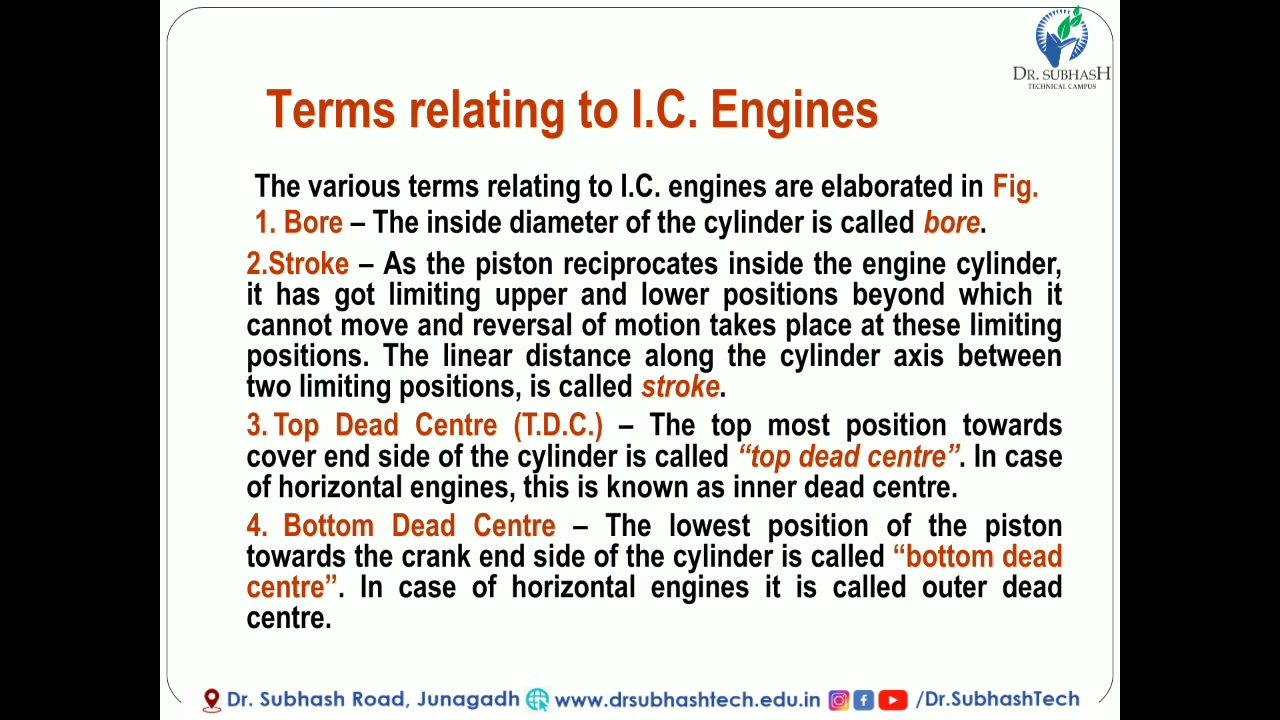 DR. SUBHASH
TECHNICAL CAMPUS
Terms relating to I.C. Engines
The various terms relating to I.C. engines are elaborated in Fig.
1. Bore – The inside diameter of the cylinder is called bore.
2.Stroke – As the piston reciprocates inside the engine cylinder,
it has got limiting upper and lower positions beyond which it
cannot move and reversal of motion takes place at these limiting
positions. The linear distance along the cylinder axis between
two limiting positions, is called stroke.
3. Top Dead Centre (T.D.C.) – The top most position towards
cover end side of the cylinder is called “top dead centre”. In case
of horizontal engines, this is known as inner dead centre.
4. Bottom Dead Centre – The lowest position of the piston
towards the crank end side of the cylinder is called “bottom dead
centre”. In case of horizontal engines it is called outer dead
centre.
Dr. Subhash Road, Junagadh www.drsubhashtech.edu.in /Dr.SubhashTech